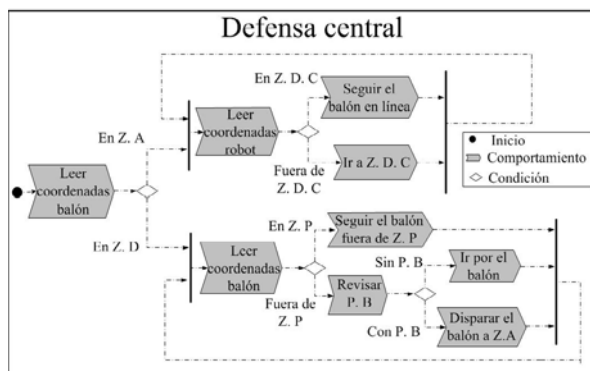 Defensa central
En Z. D. C
Seguir el
balón en línea
Leer
coordenadas
robot
En Z. A
Fuera de
Z. D. C
Ir a Z. D. C
Inicio
Comportamiento
Condición
Leer
coordenadas
balón
En Z. D
En Z. P
Seguir el balón
fuera de Z. P
Leer
coordenadas
balón
Sin P. B
Ir por el
balón
Fuera de
Z. P
Revisar
P. B
Con P. B
Disparar el
balón a Z.A